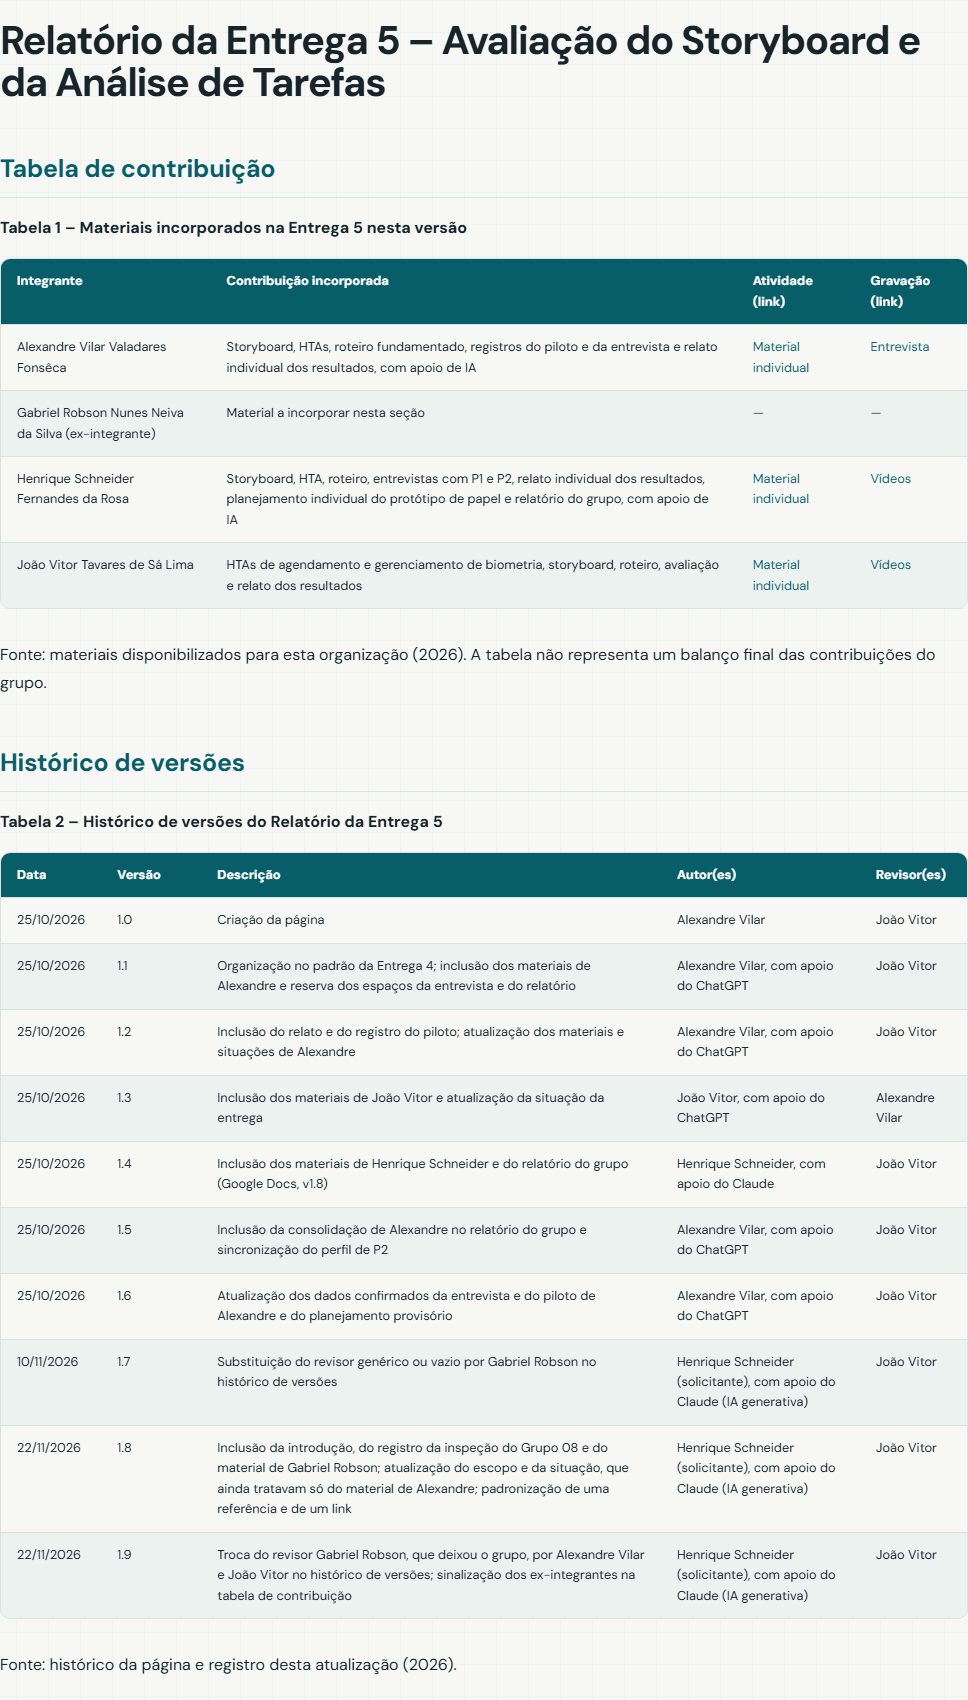 Relatório da Entrega 5 – Avaliação do Storyboard e
da Análise de Tarefas
Tabela de contribuição
Tabela 1 – Materiais incorporados na Entrega 5 nesta versão
Integrante Contribuição incorporada Atividade (link) Gravação (link)
Alexandre Vilar Valadares Fonsêca Storyboard, HTAs, roteiro fundamentado, registros do piloto e da entrevista e relato individual dos resultados, com apoio de IA Material individual Entrevista
Gabriel Robson Nunes Neiva da Silva (ex-integrante) Material a incorporar nesta seção — —
Henrique Schneider Fernandes da Rosa Storyboard, HTA, roteiro, entrevistas com P1 e P2, relato individual dos resultados, planejamento individual do protótipo de papel e relatório do grupo, com apoio de IA Material individual Vídeos
João Vitor Tavares de Sá Lima HTAs de agendamento e gerenciamento de biometria, storyboard, roteiro, avaliação e relato dos resultados Material individual Vídeos
Fonte: materiais disponibilizados para esta organização (2026). A tabela não representa um balanço final das contribuições do
grupo.
Histórico de versões
Tabela 2 – Histórico de versões do Relatório da Entrega 5
Data Versão Descrição Autor(es) Revisor(es)
25/10/2026 1.0 Criação da página Alexandre Vilar João Vitor
25/10/2026 1.1 Organização no padrão da Entrega 4; inclusão dos materiais de Alexandre e reserva dos espaços da entrevista e do relatório Alexandre Vilar, com apoio do ChatGPT João Vitor
25/10/2026 1.2 Inclusão do relato e do registro do piloto; atualização dos materiais e situações de Alexandre Alexandre Vilar, com apoio do ChatGPT João Vitor
25/10/2026 1.3 Inclusão dos materiais de João Vitor e atualização da situação da entrega João Vitor, com apoio do ChatGPT Alexandre Vilar
25/10/2026 1.4 Inclusão dos materiais de Henrique Schneider e do relatório do grupo (Google Docs, v1.8) Henrique Schneider, com apoio do Claude João Vitor
25/10/2026 1.5 Inclusão da consolidação de Alexandre no relatório do grupo e sincronização do perfil de P2 Alexandre Vilar, com apoio do ChatGPT João Vitor
25/10/2026 1.6 Atualização dos dados confirmados da entrevista e do piloto de Alexandre e do planejamento provisório Alexandre Vilar, com apoio do ChatGPT João Vitor
10/11/2026 1.7 Substituição do revisor genérico ou vazio por Gabriel Robson no histórico de versões Henrique Schneider (solicitante), com apoio do Claude (IA generativa) João Vitor
22/11/2026 1.8 Inclusão da introdução, do registro da inspeção do Grupo 08 e do material de Gabriel Robson; atualização do escopo e da situação, que ainda tratavam só do material de Alexandre; padronização de uma referência e de um link Henrique Schneider (solicitante), com apoio do Claude (IA generativa) João Vitor
22/11/2026 1.9 Troca do revisor Gabriel Robson, que deixou o grupo, por Alexandre Vilar e João Vitor no histórico de versões; sinalização dos ex-integrantes na tabela de contribuição Henrique Schneider (solicitante), com apoio do Claude (IA generativa) João Vitor
Fonte: histórico da página e registro desta atualização (2026).